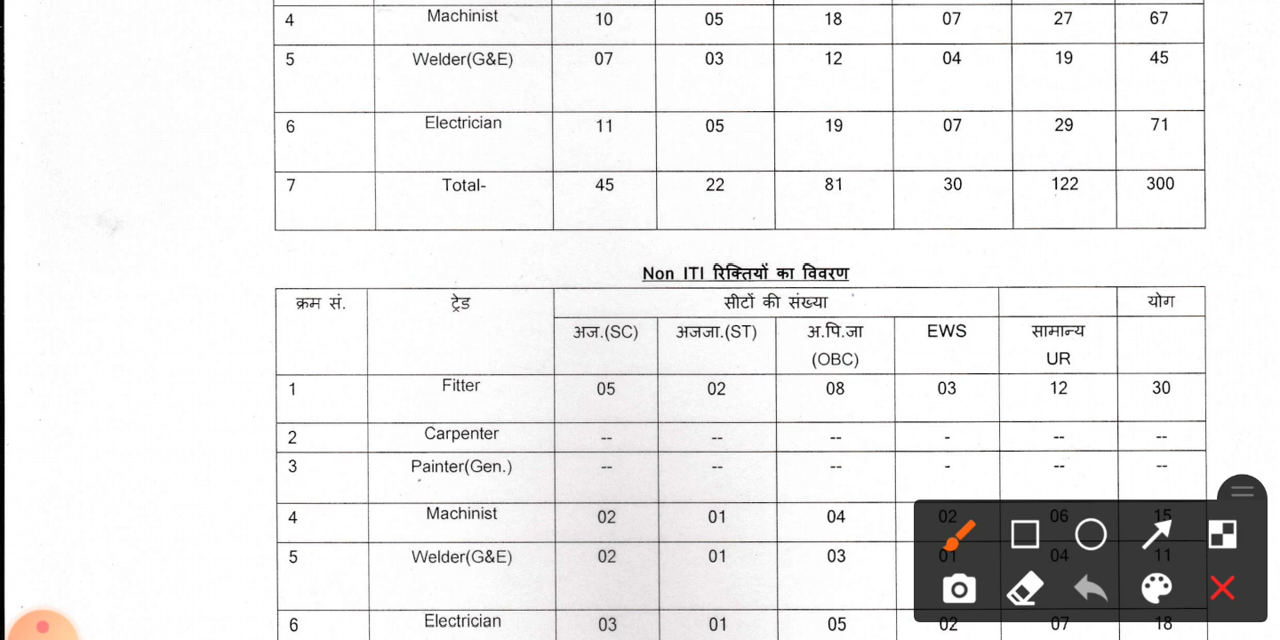 4 Machinist 10 05 18 07 27 67
5 Welder(G&E) 07 03 12 04 19 45
6 Electrician 11 05 19 07 29 71
7 Total- 45 22 81 30 122 300
Non ITI रिक्तियों का विवरण
क्रम सं. ट्रेड सीटों की संख्या योग
अज.(SC) अजजा.(ST) अ.पि.जा EWS सामान्य
(OBC) UR
1 Fitter 05 02 08 03 12 30
2 Carpenter -- -- -- - -- --
3 Painter(Gen.) -- -- -- - -- --
4 Machinist 02 01 04 02 06 15
5 Welder(G&E) 02 01 03 01 04 11
6 Electrician 03 01 05 02 07 18